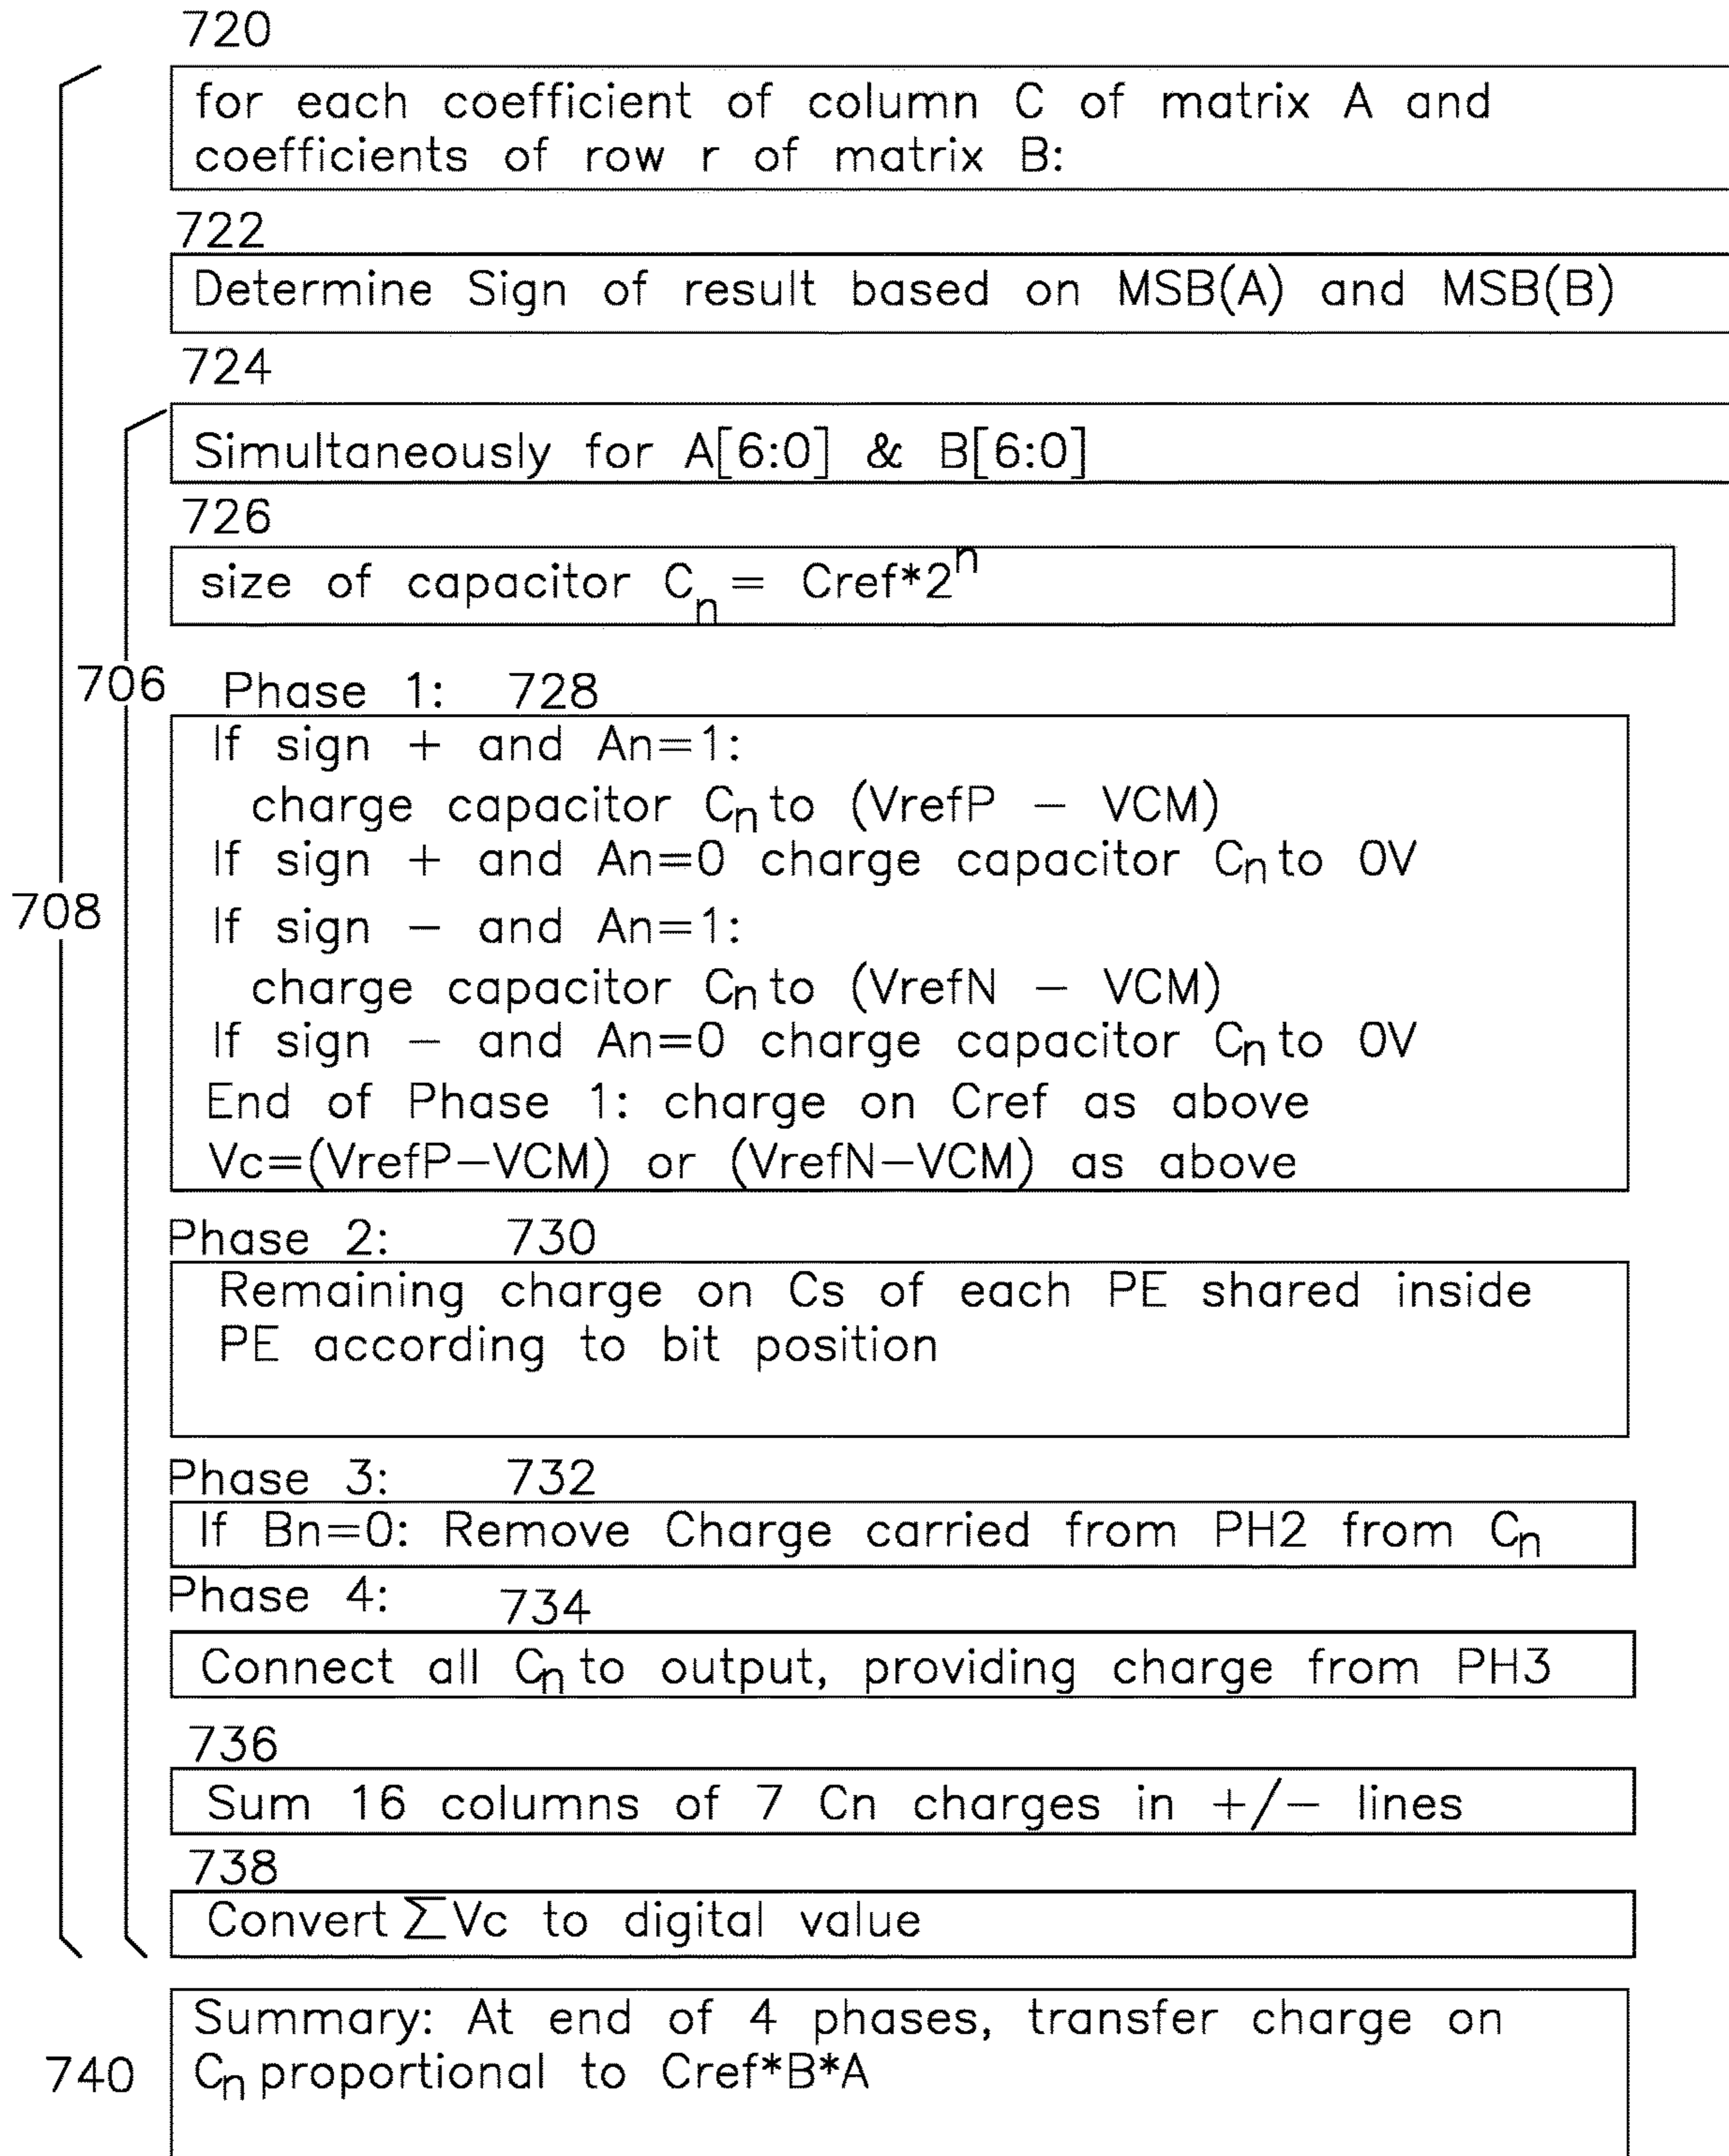 720
for each coefficient of column C of matrix A and
coefficients of row r of matrix B:
722
Determine Sign of result based on MSB(A) and MSB(B)
724
Simultaneously for A[6:0] & B[6:0]
726
size of capacitor Cn = Cref*2^n
706
Phase 1: 728
If sign + and An=1:
charge capacitor Cn to (VrefP − VCM)
If sign + and An=0 charge capacitor Cn to 0V
708
If sign − and An=1:
charge capacitor Cn to (VrefN − VCM)
If sign − and An=0 charge capacitor Cn to 0V
End of Phase 1: charge on Cref as above
Vc=(VrefP−VCM) or (VrefN−VCM) as above
Phase 2: 730
Remaining charge on Cs of each PE shared inside
PE according to bit position
Phase 3: 732
If Bn=0: Remove Charge carried from PH2 from Cn
Phase 4: 734
Connect all Cn to output, providing charge from PH3
736
Sum 16 columns of 7 Cn charges in +/− lines
738
Convert ∑Vc to digital value
Summary: At end of 4 phases, transfer charge on
740 Cn proportional to Cref*B*A